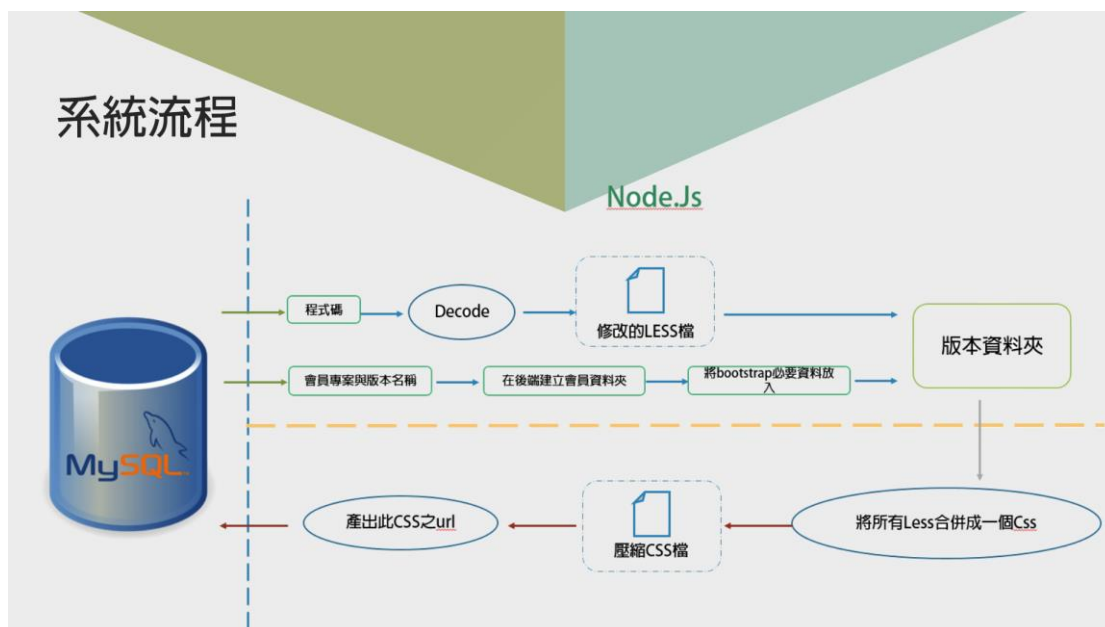 系統流程
Node.Js
程式碼
Decode
修改的LESS檔
版本資料夾
會員專案與版本名稱
在後端建立會員資料夾
將bootstrap必要資料放
入
MySQL
產出此CSS之url
壓縮CSS檔
將所有Less合併成一個Css